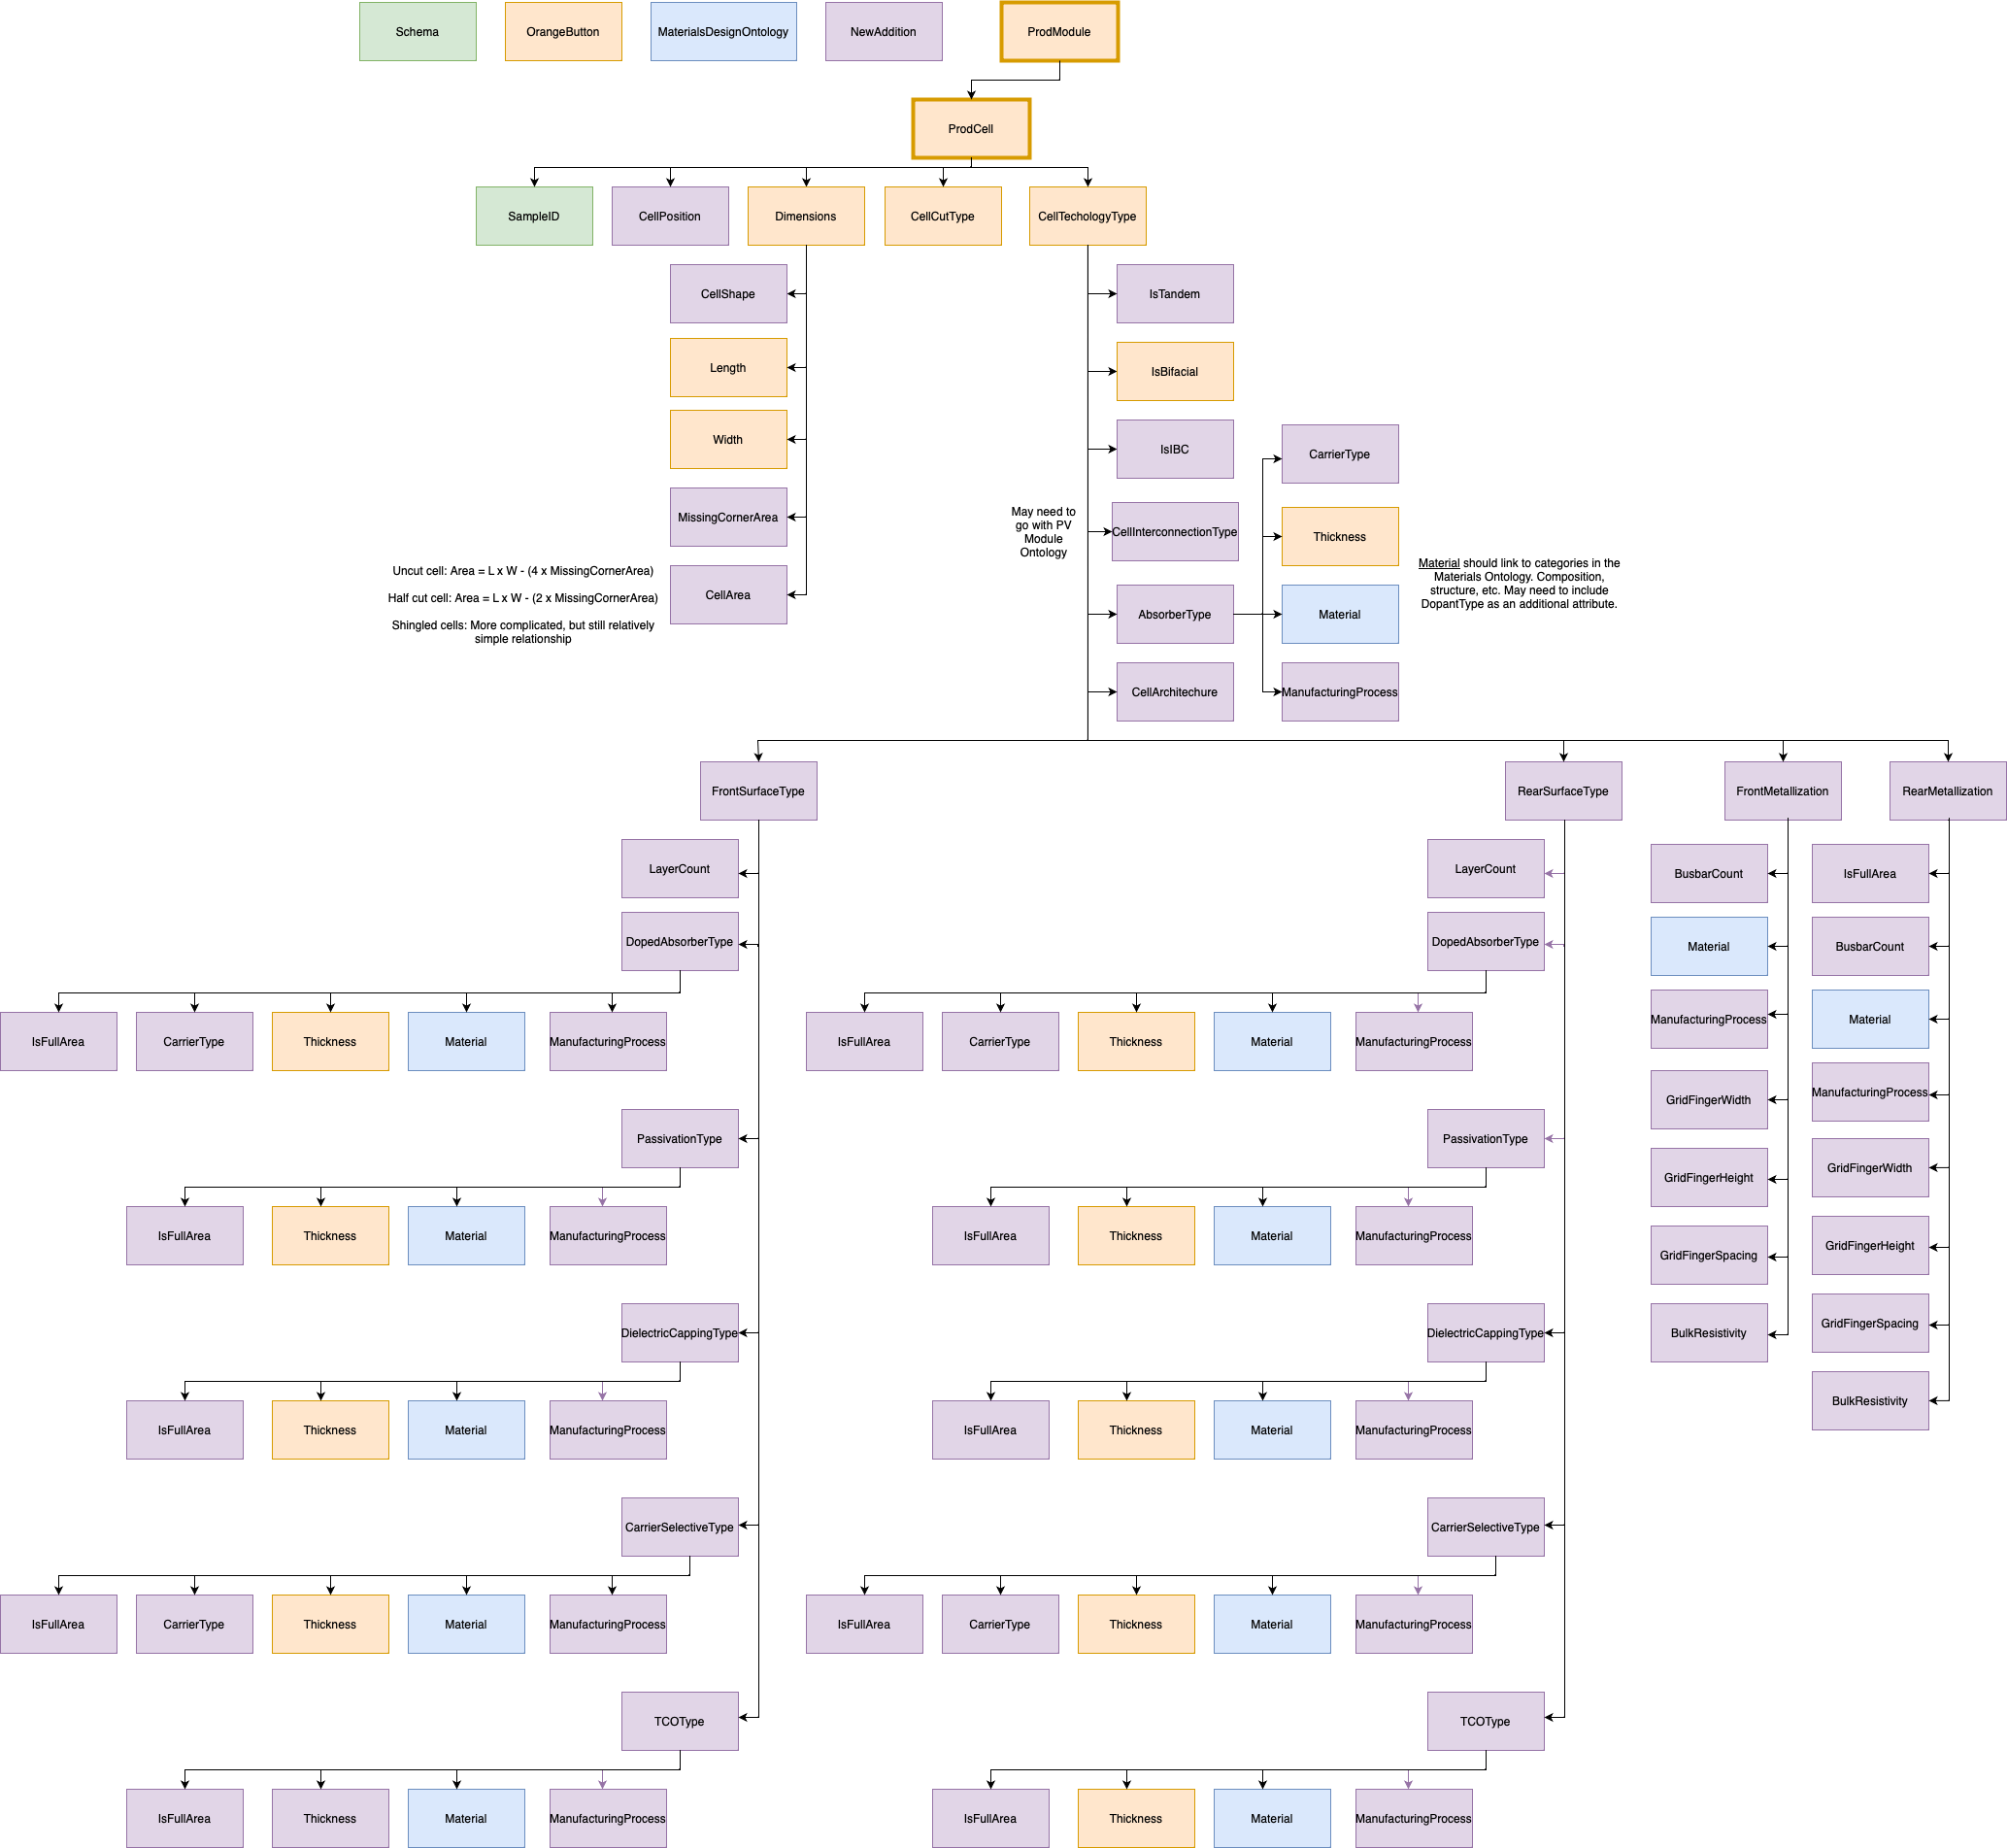 Schema
OrangeButton
MaterialsDesignOntology
NewAddition
ProdModule
ProdCell
SampleID
CellPosition
Dimensions
CellCutType
CellTechologyType
CellShape
Length
Width
MissingCornerArea
CellArea
Uncut cell: Area = L x W - (4 x MissingCornerArea)
Half cut cell: Area = L x W - (2 x MissingCornerArea)
Shingled cells: More complicated, but still relatively
simple relationship
IsTandem
IsBifacial
IsIBC
May need to
go with PV
Module
Ontology
CellInterconnectionType
AbsorberType
CellArchitechure
CarrierType
Thickness
Material
ManufacturingProcess
Material should link to categories in the
Materials Ontology. Composition,
structure, etc. May need to include
DopantType as an additional attribute.
FrontSurfaceType
RearSurfaceType
FrontMetallization
RearMetallization
LayerCount
DopedAbsorberType
IsFullArea
CarrierType
Thickness
Material
ManufacturingProcess
PassivationType
IsFullArea
Thickness
Material
ManufacturingProcess
DielectricCappingType
IsFullArea
Thickness
Material
ManufacturingProcess
CarrierSelectiveType
IsFullArea
CarrierType
Thickness
Material
ManufacturingProcess
TCOType
IsFullArea
Thickness
Material
ManufacturingProcess
LayerCount
DopedAbsorberType
IsFullArea
CarrierType
Thickness
Material
ManufacturingProcess
PassivationType
IsFullArea
Thickness
Material
ManufacturingProcess
DielectricCappingType
IsFullArea
Thickness
Material
ManufacturingProcess
CarrierSelectiveType
IsFullArea
CarrierType
Thickness
Material
ManufacturingProcess
TCOType
IsFullArea
Thickness
Material
ManufacturingProcess
BusbarCount
Material
ManufacturingProcess
GridFingerWidth
GridFingerHeight
GridFingerSpacing
BulkResistivity
IsFullArea
BusbarCount
Material
ManufacturingProcess
GridFingerWidth
GridFingerHeight
GridFingerSpacing
BulkResistivity